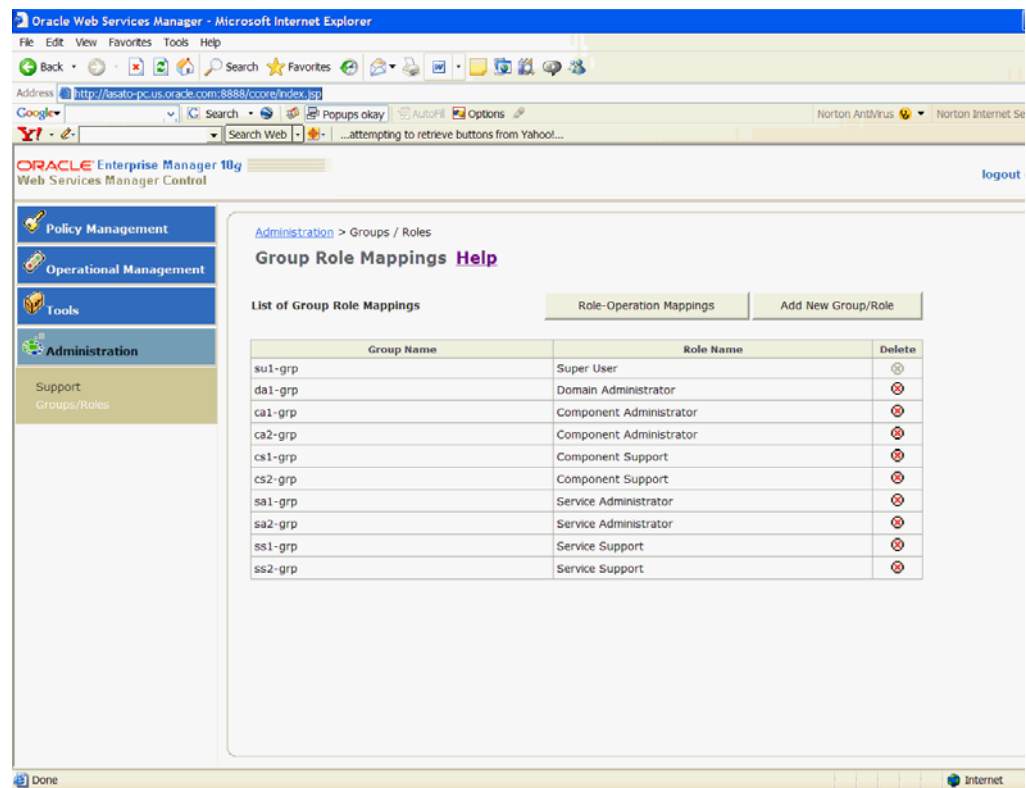 Oracle Web Services Manager - Microsoft Internet Explorer
File Edit View Favorites Tools Help
Back Search Favorites
Address http://lasato-pc.us.oracle.com:8888/ccore/index.jsp
Google Search Popups okay AutoFill Options Norton AntiVirus Norton Internet Se
Y! Search Web ...attempting to retrieve buttons from Yahoo!...
ORACLE Enterprise Manager 10g
Web Services Manager Control
logout
Policy Management
Operational Management
Tools
Administration
Support
Groups/Roles
Administration > Groups / Roles
Group Role Mappings Help
List of Group Role Mappings Role-Operation Mappings Add New Group/Role
Group Name Role Name Delete
su1-grp Super User
da1-grp Domain Administrator
ca1-grp Component Administrator
ca2-grp Component Administrator
cs1-grp Component Support
cs2-grp Component Support
sa1-grp Service Administrator
sa2-grp Service Administrator
ss1-grp Service Support
ss2-grp Service Support
Done Internet